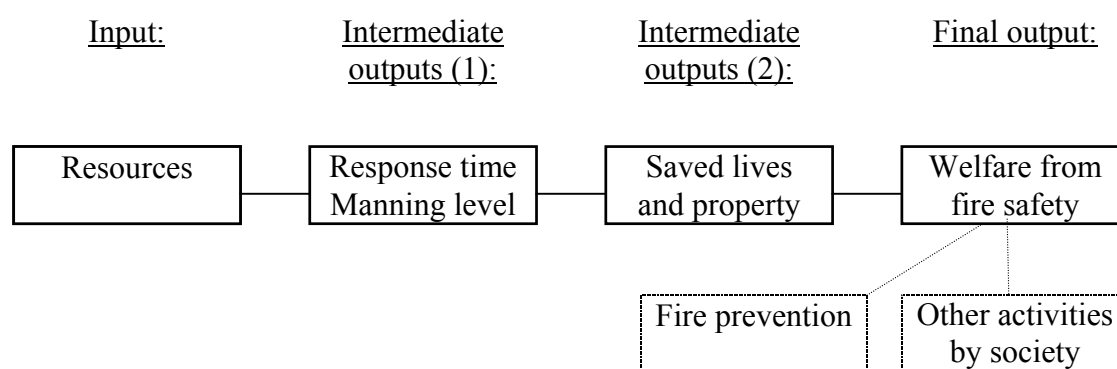 Input:
Intermediate
outputs (1):
Intermediate
outputs (2):
Final output:
Resources
Response time
Manning level
Saved lives
and property
Welfare from
fire safety
Fire prevention
Other activities
by society